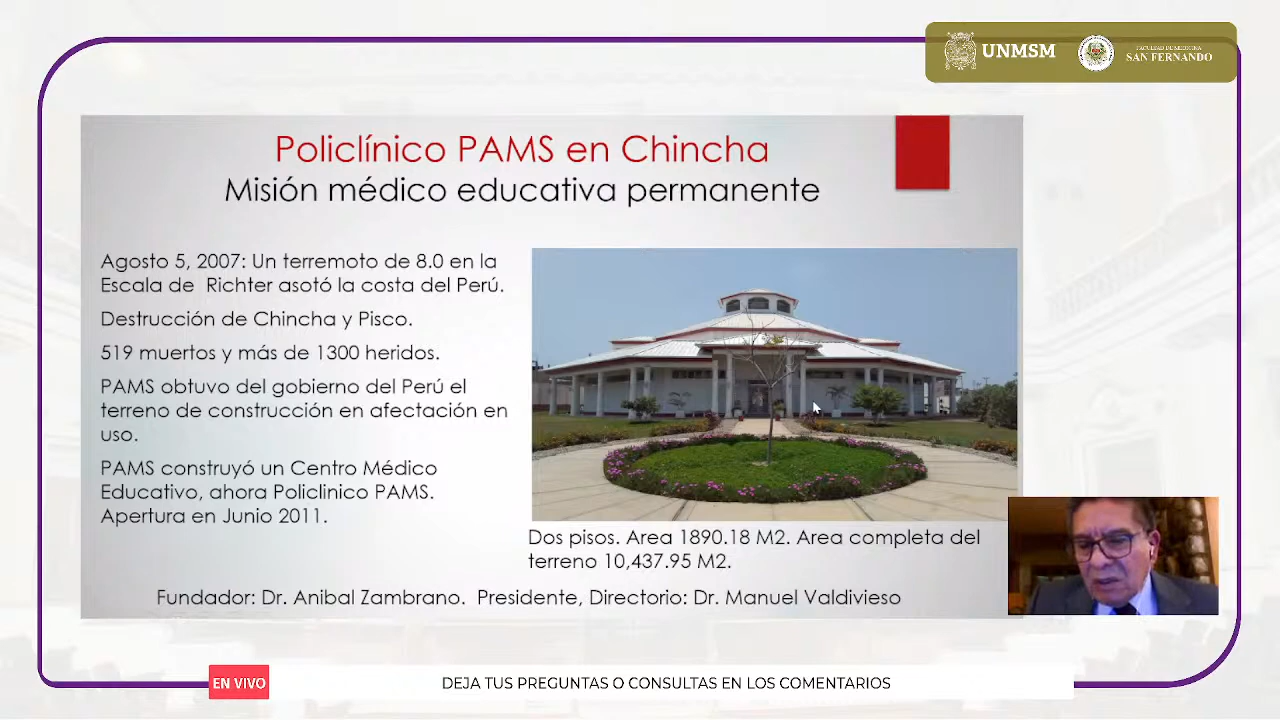 UNMSM
FACULTAD DE MEDICINA
SAN FERNANDO
Policlínico PAMS en Chincha
Misión médico educativa permanente
Agosto 5, 2007: Un terremoto de 8.0 en la
Escala de Richter asotó la costa del Perú.
Destrucción de Chincha y Pisco.
519 muertos y más de 1300 heridos.
PAMS obtuvo del gobierno del Perú el
terreno de construcción en afectación en
uso.
PAMS construyó un Centro Médico
Educativo, ahora Policlinico PAMS.
Apertura en Junio 2011.
Dos pisos. Area 1890.18 M2. Area completa del
terreno 10,437.95 M2.
Fundador: Dr. Anibal Zambrano. Presidente, Directorio: Dr. Manuel Valdivieso
EN VIVO
DEJA TUS PREGUNTAS O CONSULTAS EN LOS COMENTARIOS